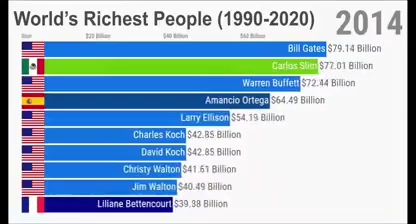 World's Richest People (1990-2020)
2014
$20 Billion $40 Billion $60 Billion
Bill Gates $79.14 Billion
Carlos Slim $77.01 Billion
Warren Buffett $72.44 Billion
Amancio Ortega $64.49 Billion
Larry Ellison $54.19 Billion
Charles Koch $42.85 Billion
David Koch $42.85 Billion
Christy Walton $41.61 Billion
Jim Walton $40.49 Billion
Liliane Bettencourt $39.38 Billion